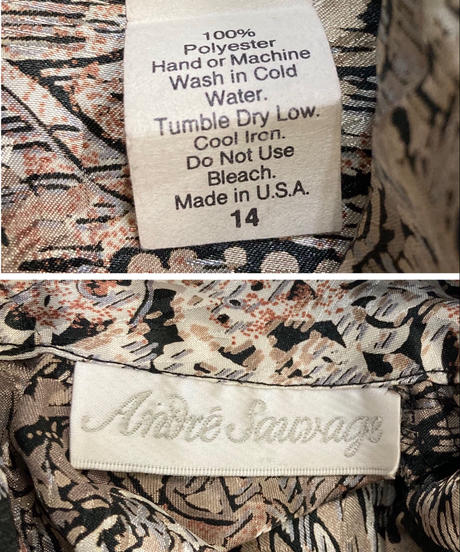 100%
Polyester
Hand or Machine
Wash in Cold
Water.
Tumble Dry Low.
Cool Iron.
Do Not Use
Bleach.
Made in U.S.A.
14
André Sauvage